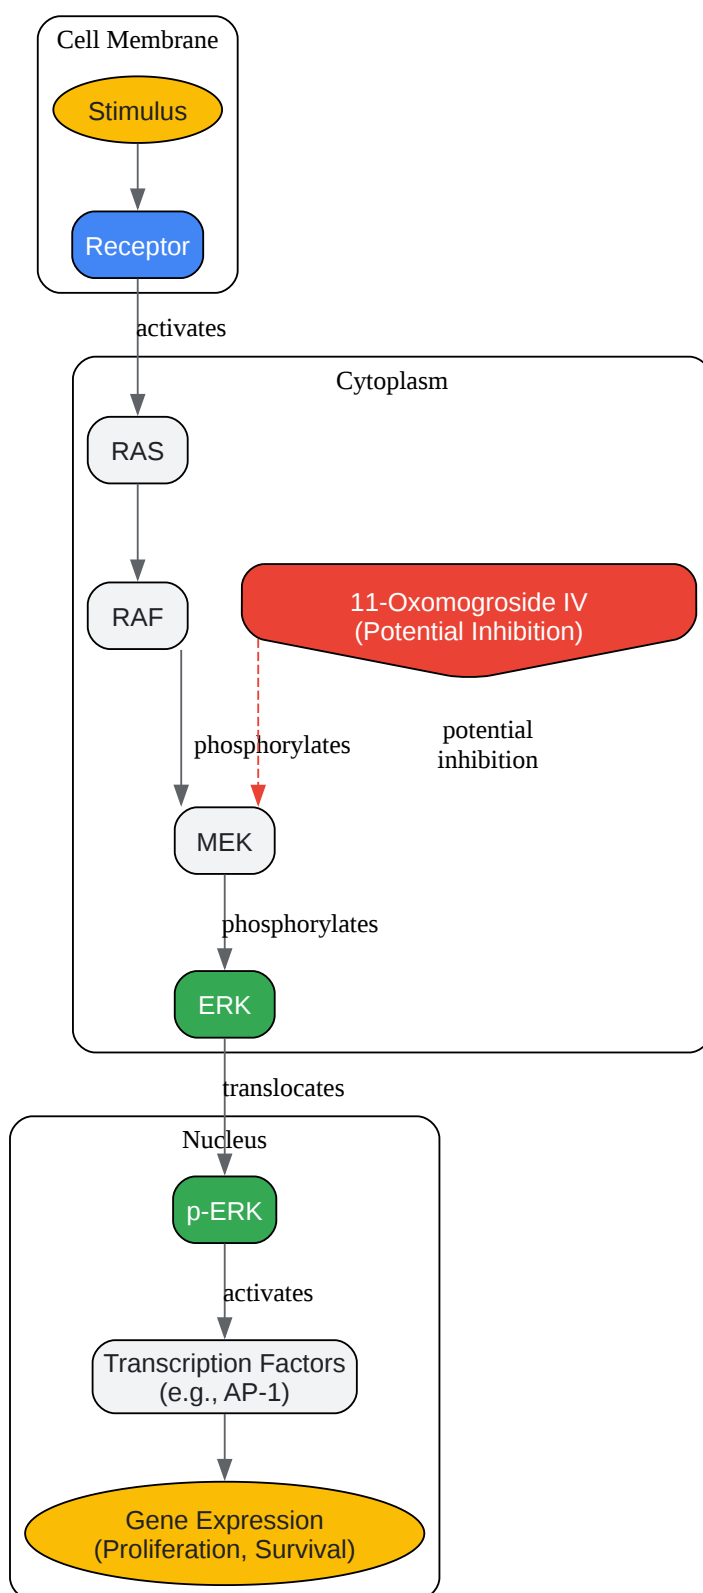 Cell Membrane
Stimulus
Receptor
activates
Cytoplasm
RAS
RAF
11-Oxomogroside IV
(Potential Inhibition)
phosphorylates
potential
inhibition
MEK
phosphorylates
ERK
translocates
Nucleus
p-ERK
activates
Transcription Factors
(e.g., AP-1)
Gene Expression
(Proliferation, Survival)